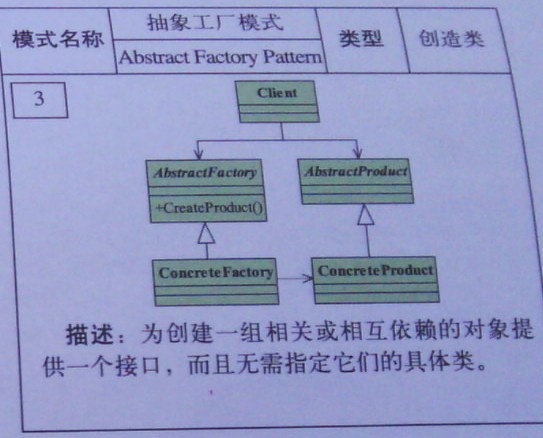 模式名称
抽象工厂模式
Abstract Factory Pattern
类型
创造类
3
Client
AbstractFactory
+CreateProduct()
AbstractProduct
ConcreteFactory
ConcreteProduct
描述：为创建一组相关或相互依赖的对象提
供一个接口，而且无需指定它们的具体类。